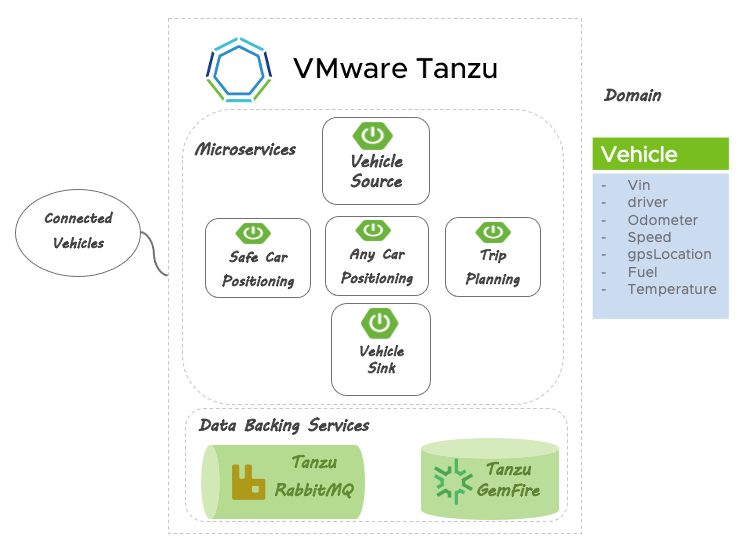 VMware Tanzu
Domain
Microservices
Vehicle
Source
Vehicle
- Vin
- driver
- Odometer
- Speed
- gpsLocation
- Fuel
- Temperature
Connected
Vehicles
Safe Car
Positioning
Any Car
Positioning
Trip
Planning
Vehicle
Sink
Data Backing Services
Tanzu
RabbitMQ
Tanzu
GemFire